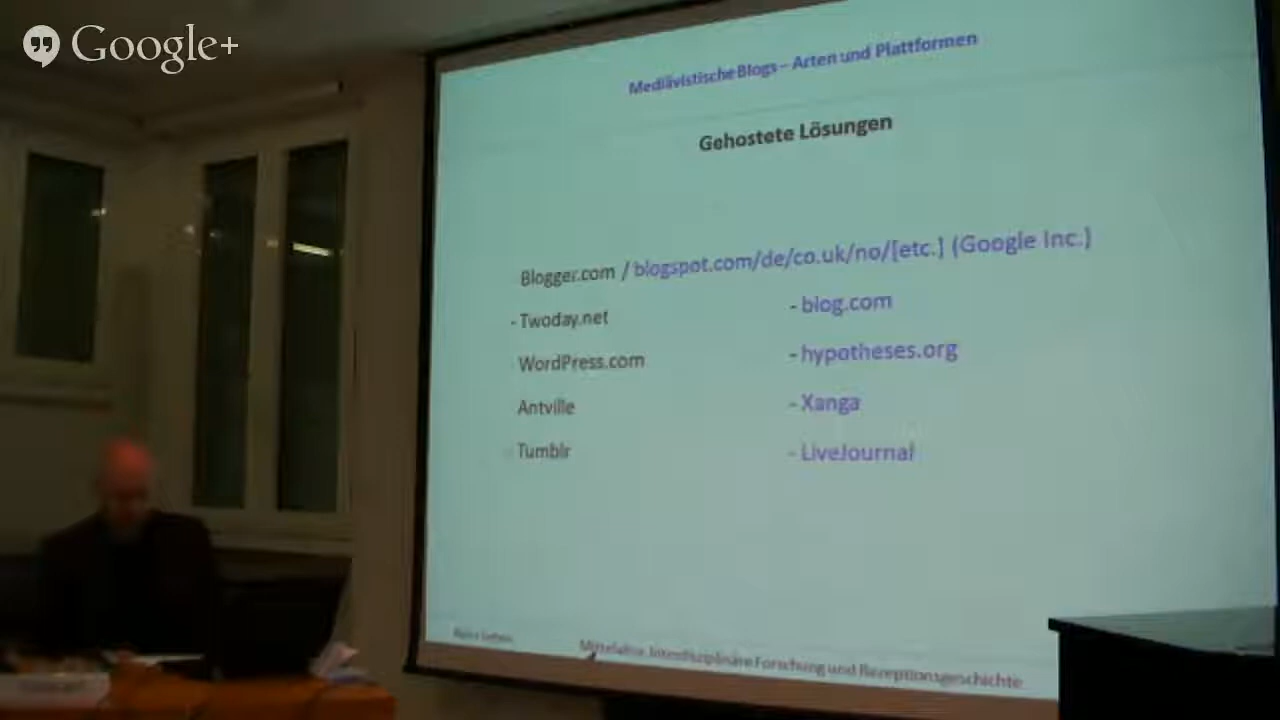 Google+
Mediävistische Blogs – Arten und Plattformen
Gehostete Lösungen
Blogger.com / blogspot.com/de/co.uk/no/[etc.] (Google Inc.)
- Twoday.net
- blog.com
WordPress.com
- hypotheses.org
Antville
- Xanga
- Tumblr
- LiveJournal
Mittelalter. Interdisziplinäre Forschung und Rezeptionsgeschichte